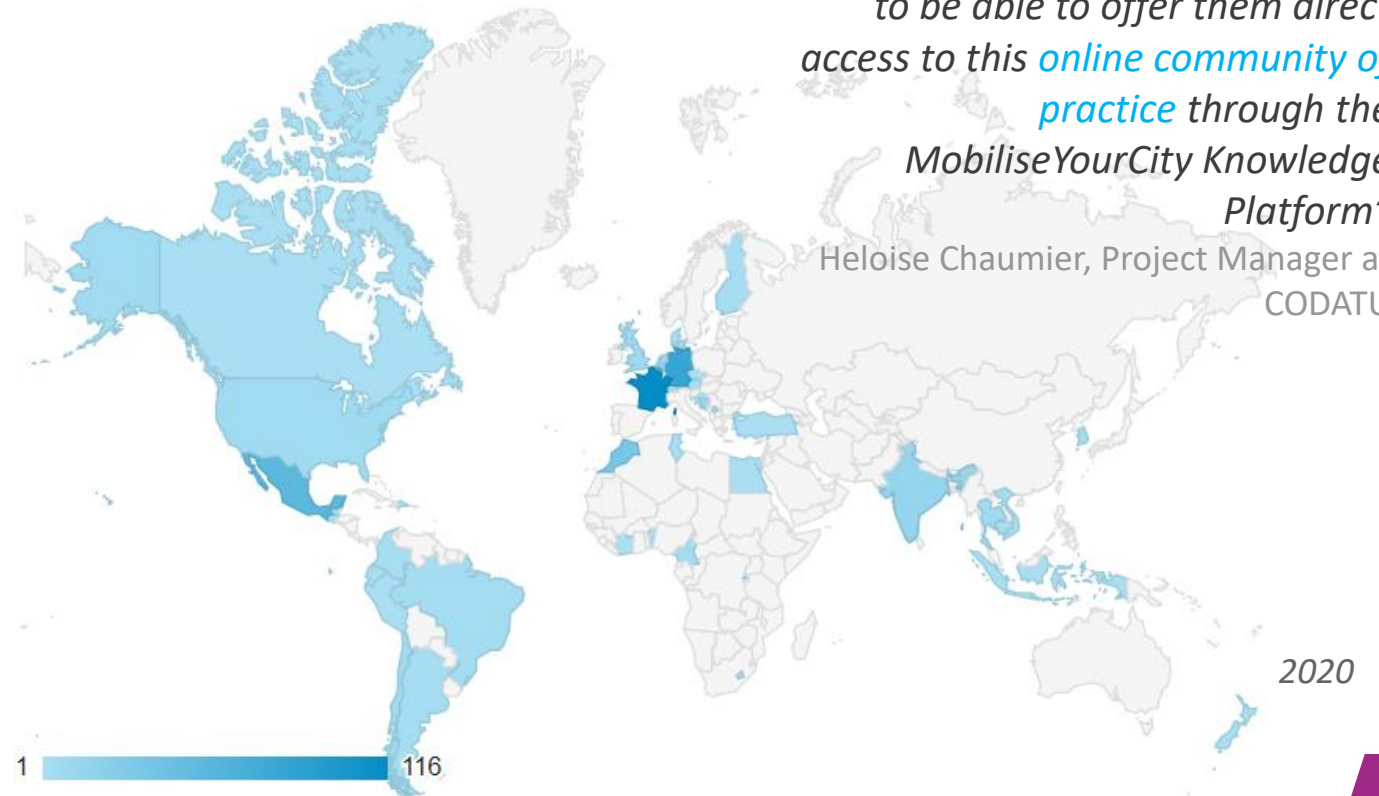 to be able to offer them direc
access to this online community o
practice through the
MobiliseYourCity Knowledge
Platform"
Heloise Chaumier, Project Manager a
CODATU
2020
1
116